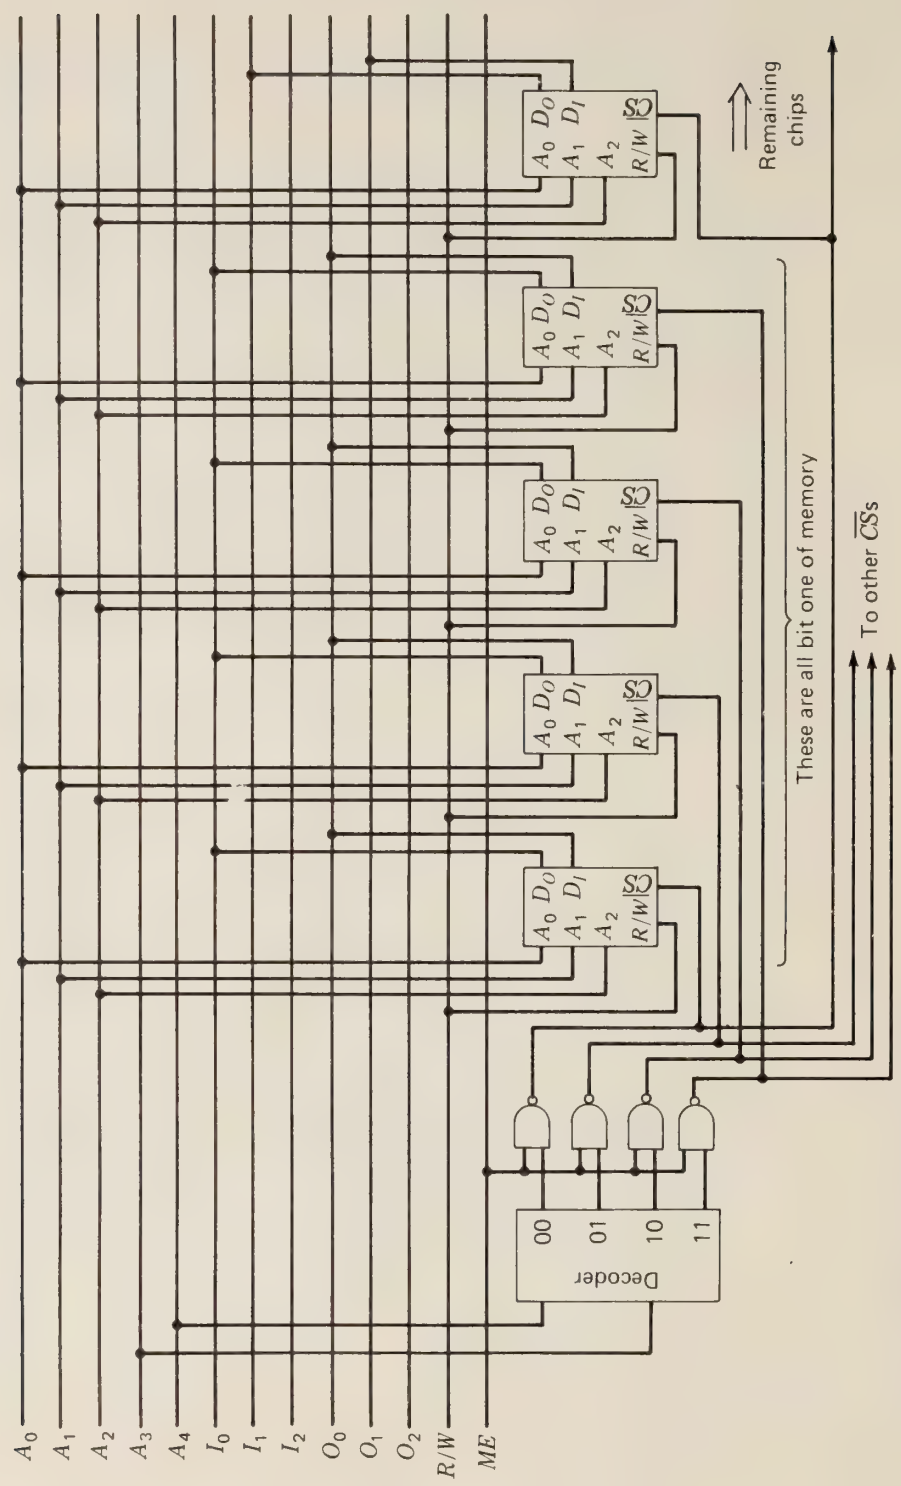 A0
A1
A2
A3
A4
I0
I1
I2
O0
O1
O2
R/W
ME
Decoder
00
01
10
11
A0 DO
A1 DI
A2
R/W CS
A0 DO
A1 DI
A2
R/W CS
A0 DO
A1 DI
A2
R/W CS
A0 DO
A1 DI
A2
R/W CS
A0 DO
A1 DI
A2
R/W CS
Remaining
chips
These are all bit one of memory
To other C̅S̅s